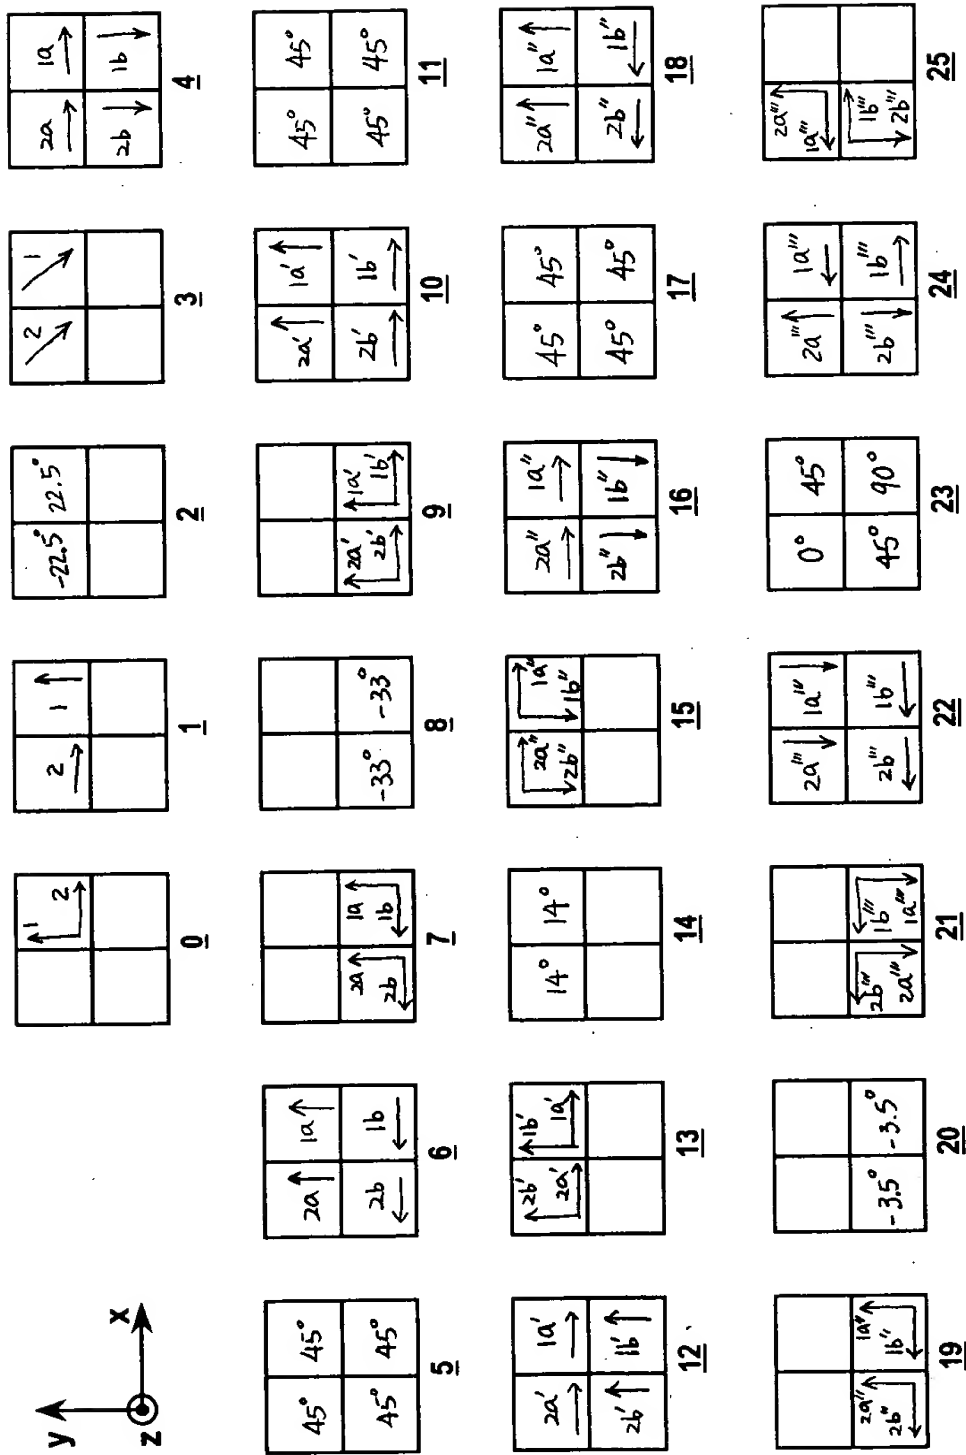 y
x
z
1
2
0
2 1
1
-22.5° 22.5°
2
2 1
3
2a 1a
2b 1b
4
45° 45°
45° 45°
5
2a 1a
2b 1b
6
2a 1a
2b 1b
7
-33° -33°
8
2a' 1a'
2b' 1b'
9
2a' 1a'
2b' 1b'
10
45° 45°
45° 45°
11
2a' 1a'
2b' 1b'
12
2b' 1b'
2a' 1a'
13
14° 14°
14
2a" 1a"
2b" 1b"
15
2a" 1a"
2b" 1b"
16
45° 45°
45° 45°
17
2a" 1a"
2b" 1b"
18
2a" 1a"
2b" 1b"
19
-3.5° -3.5°
20
2b''' 1b'''
2a''' 1a'''
21
2a''' 1a'''
2b''' 1b'''
22
0° 45°
45° 90°
23
2a''' 1a'''
2b''' 1b'''
24
2a'''
1a'''
1b'''
2b'''
25